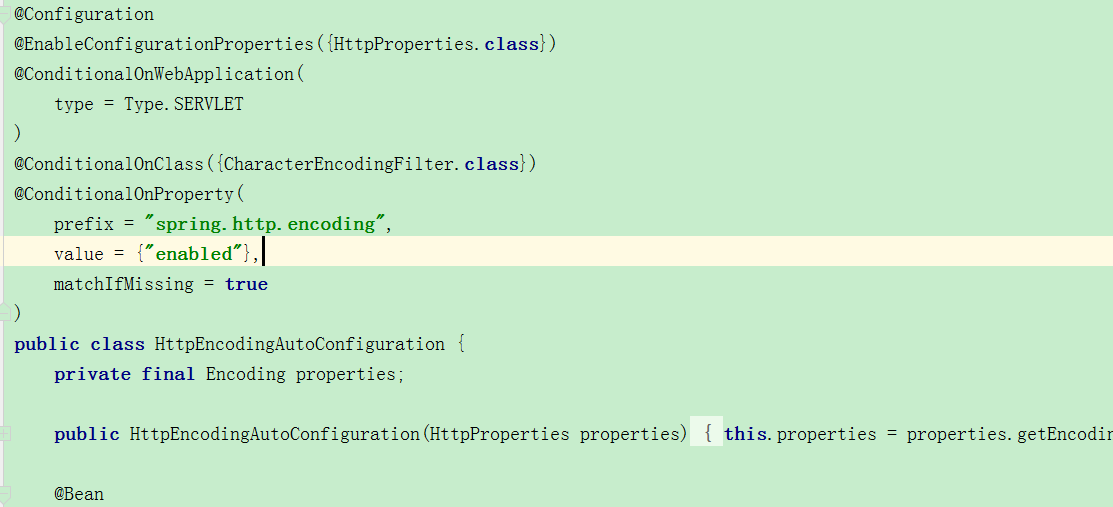 @Configuration
@EnableConfigurationProperties({HttpProperties.class})
@ConditionalOnWebApplication(
    type = Type.SERVLET
)
@ConditionalOnClass({CharacterEncodingFilter.class})
@ConditionalOnProperty(
    prefix = "spring.http.encoding",
    value = {"enabled"},
    matchIfMissing = true
)
public class HttpEncodingAutoConfiguration {
    private final Encoding properties;
    public HttpEncodingAutoConfiguration(HttpProperties properties) { this.properties = properties.getEncodin
    @Bean